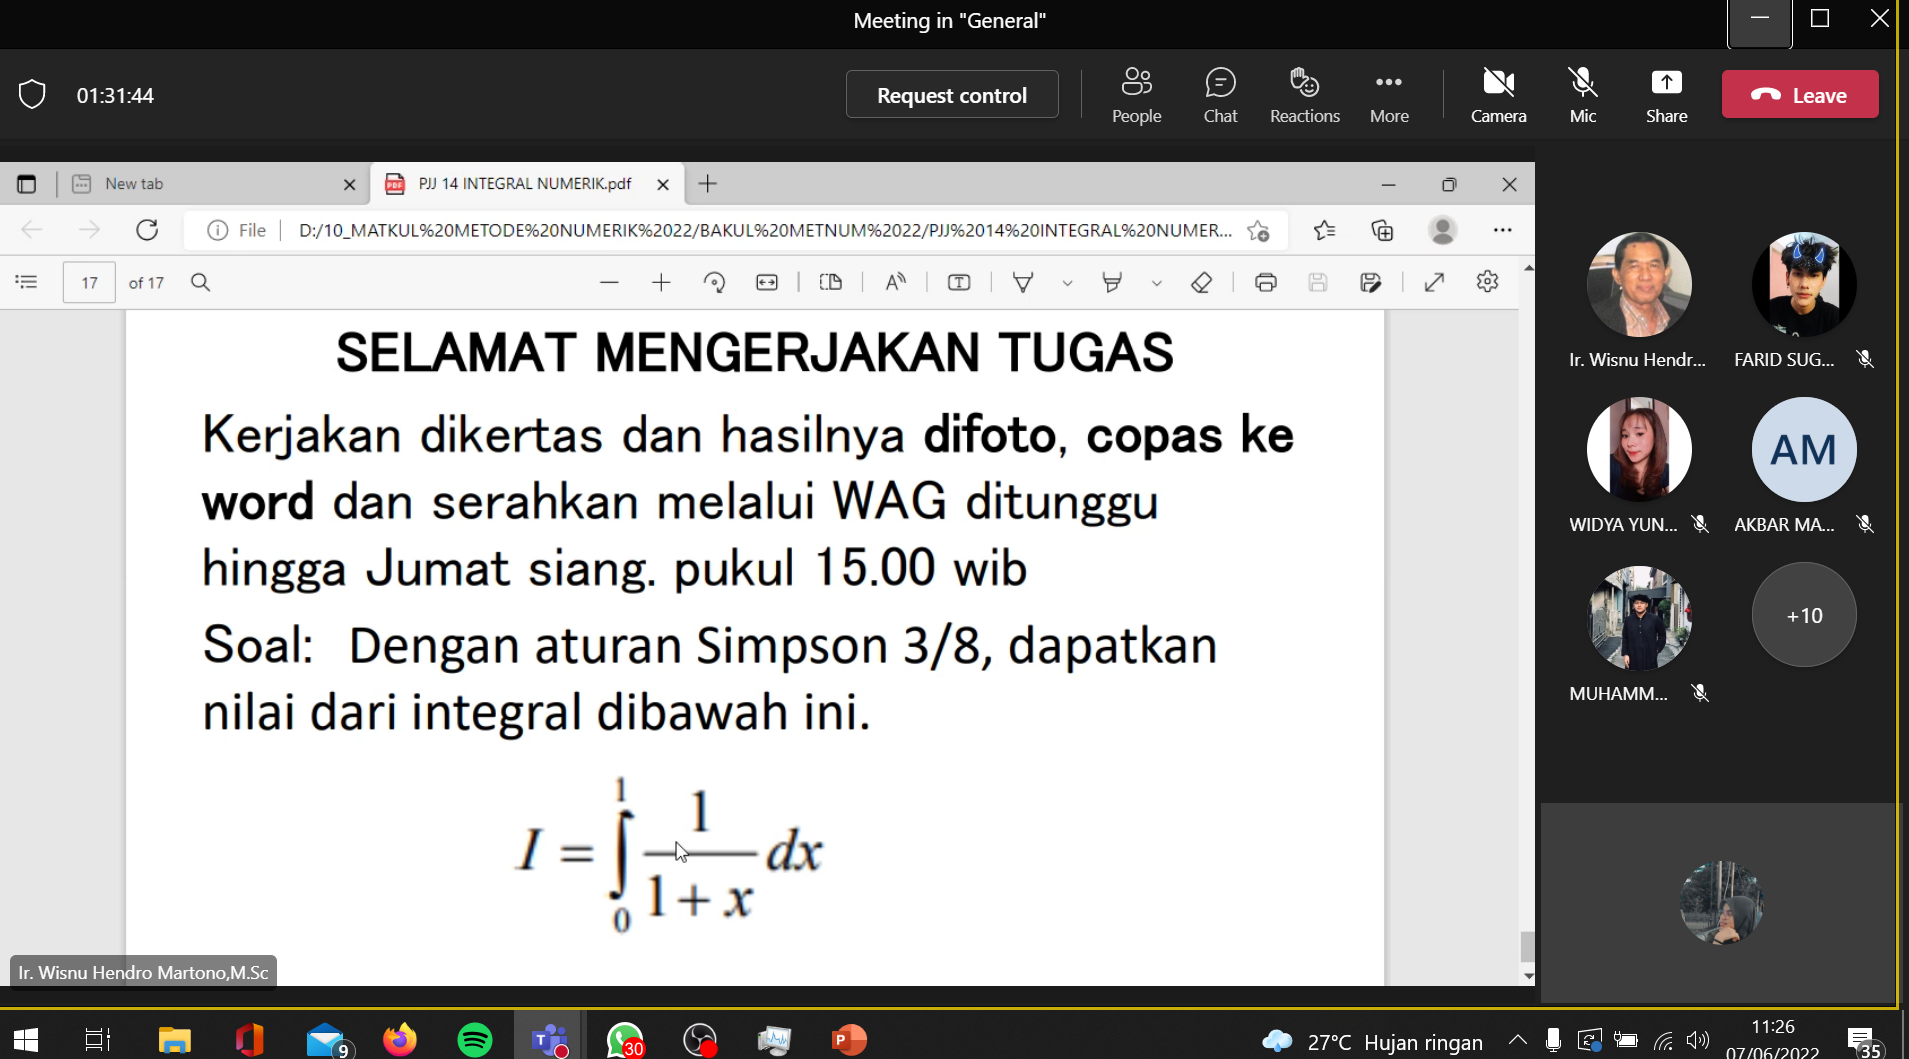 Meeting in "General"
01:31:44
Request control
People
Chat
Reactions
More
Camera
Mic
Share
Leave
New tab
PDF
PJJ 14 INTEGRAL NUMERIK.pdf
File
D:/10_MATKUL%20METODE%20NUMERIK%2022/BAKUL%20METNUM%2022/PJJ%2014%20INTEGRAL%20NUMER...
17
of 17
SELAMAT MENGERJAKAN TUGAS
Kerjakan dikertas dan hasilnya difoto, copas ke
word dan serahkan melalui WAG ditunggu
hingga Jumat siang. pukul 15.00 wib
Soal: Dengan aturan Simpson 3/8, dapatkan
nilai dari integral dibawah ini.
I = ∫₀¹ 1/(1 + x) dx
Ir. Wisnu Hendro Martono,M.Sc
Ir. Wisnu Hendr...
FARID SUG...
WIDYA YUN...
AM
AKBAR MA...
MUHAMM...
+10
9
T
30
P
27°C Hujan ringan
11:26
07/06/2022
35